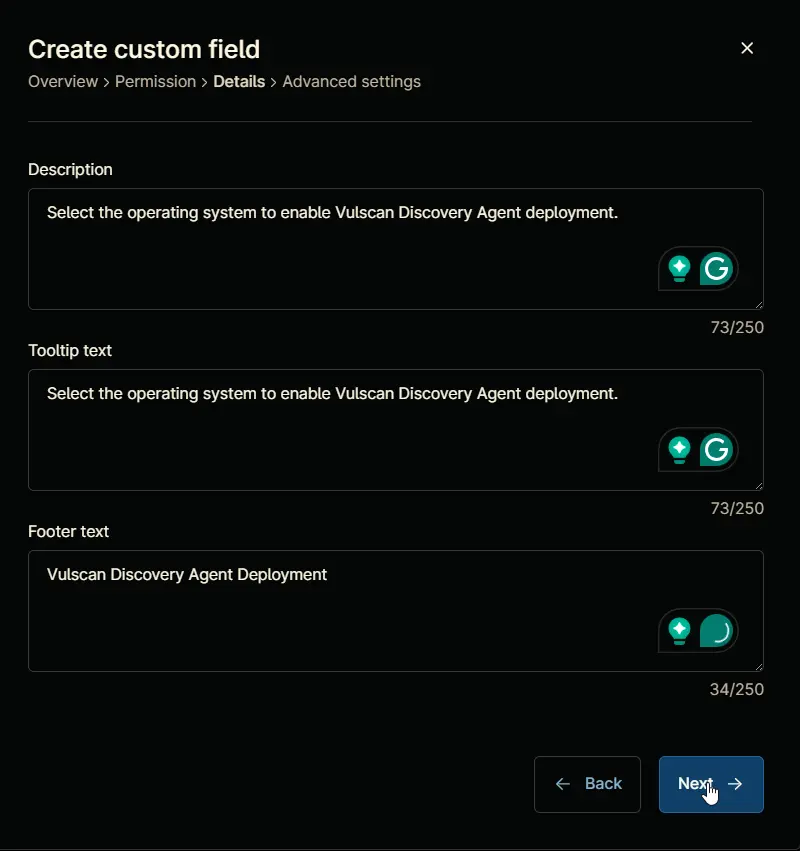 Create custom field
Overview > Permission > Details > Advanced settings
Description
Select the operating system to enable Vulscan Discovery Agent deployment.
73/250
Tooltip text
Select the operating system to enable Vulscan Discovery Agent deployment.
73/250
Footer text
Vulscan Discovery Agent Deployment
34/250
Back
Next